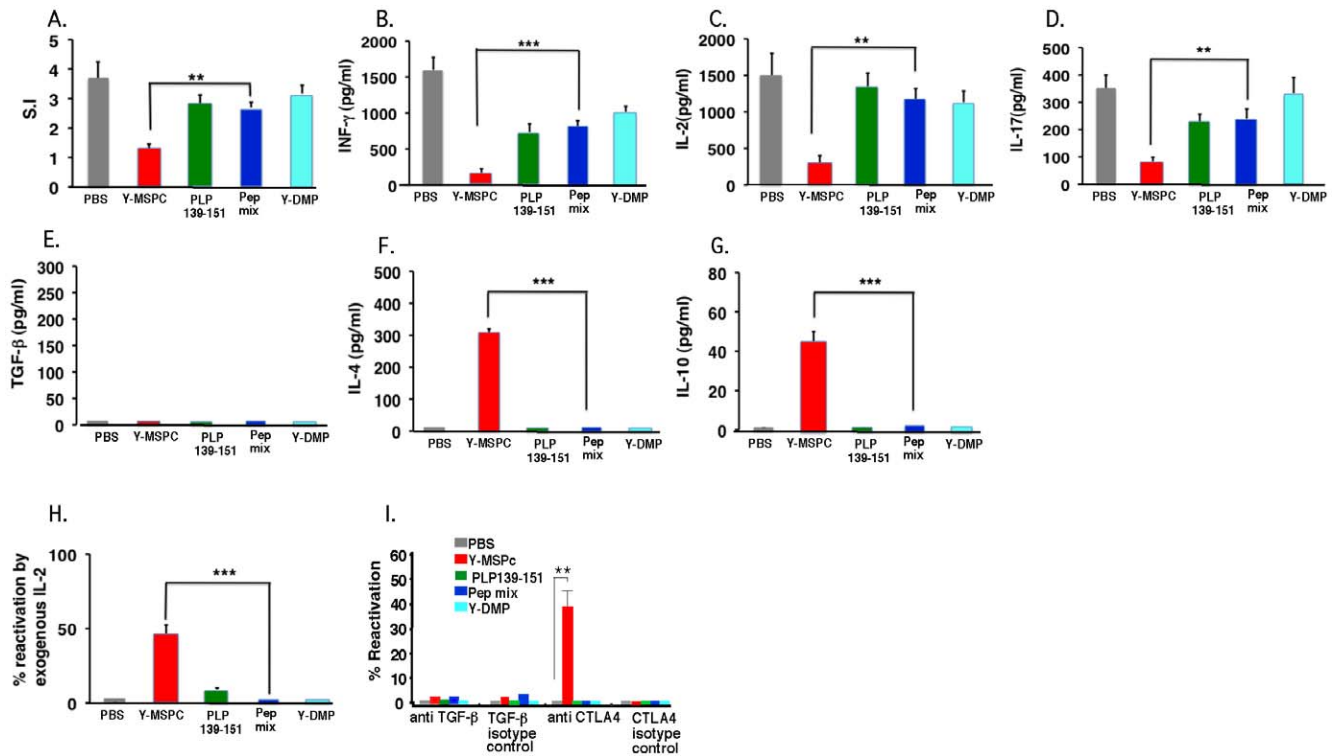 A.
S.I
5
4
3
2
1
0
**
PBS Y-MSPC PLP Pep Y-DMP
139-151 mix
B.
INF-γ (pg/ml)
2000
1500
1000
500
0
***
PBS Y-MSPC PLP Pep Y-DMP
139-151 mix
C.
IL-2(pg/ml)
2000
1500
1000
500
0
**
PBS Y-MSPC PLP Pep Y-DMP
139-151 mix
D.
IL-17(pg/ml)
500
400
300
200
100
0
**
PBS Y-MSPC PLP Pep Y-DMP
139-151 mix
E.
TGF-β (pg/ml)
300
250
200
150
100
50
0
PBS Y-MSPC PLP Pep Y-DMP
139-151 mix
F.
IL-4 (pg/ml)
500
400
300
200
100
0
***
PBS Y-MSPC PLP Pep Y-DMP
139-151 mix
G.
IL-10 (pg/ml)
80
60
40
20
0
***
PBS Y-MSPC PLP Pep Y-DMP
139-151 mix
H.
% reactivation by
exogenous IL-2
100
50
0
***
PBS Y-MSPC PLP Pep Y-DMP
139-151 mix
I.
% Reactivation
60
50
40
30
20
10
0
PBS
Y-MSPc
PLP139-151
Pep mix
Y-DMP
**
anti TGF-β TGF-β anti CTLA4 CTLA4
isotype isotype
control control